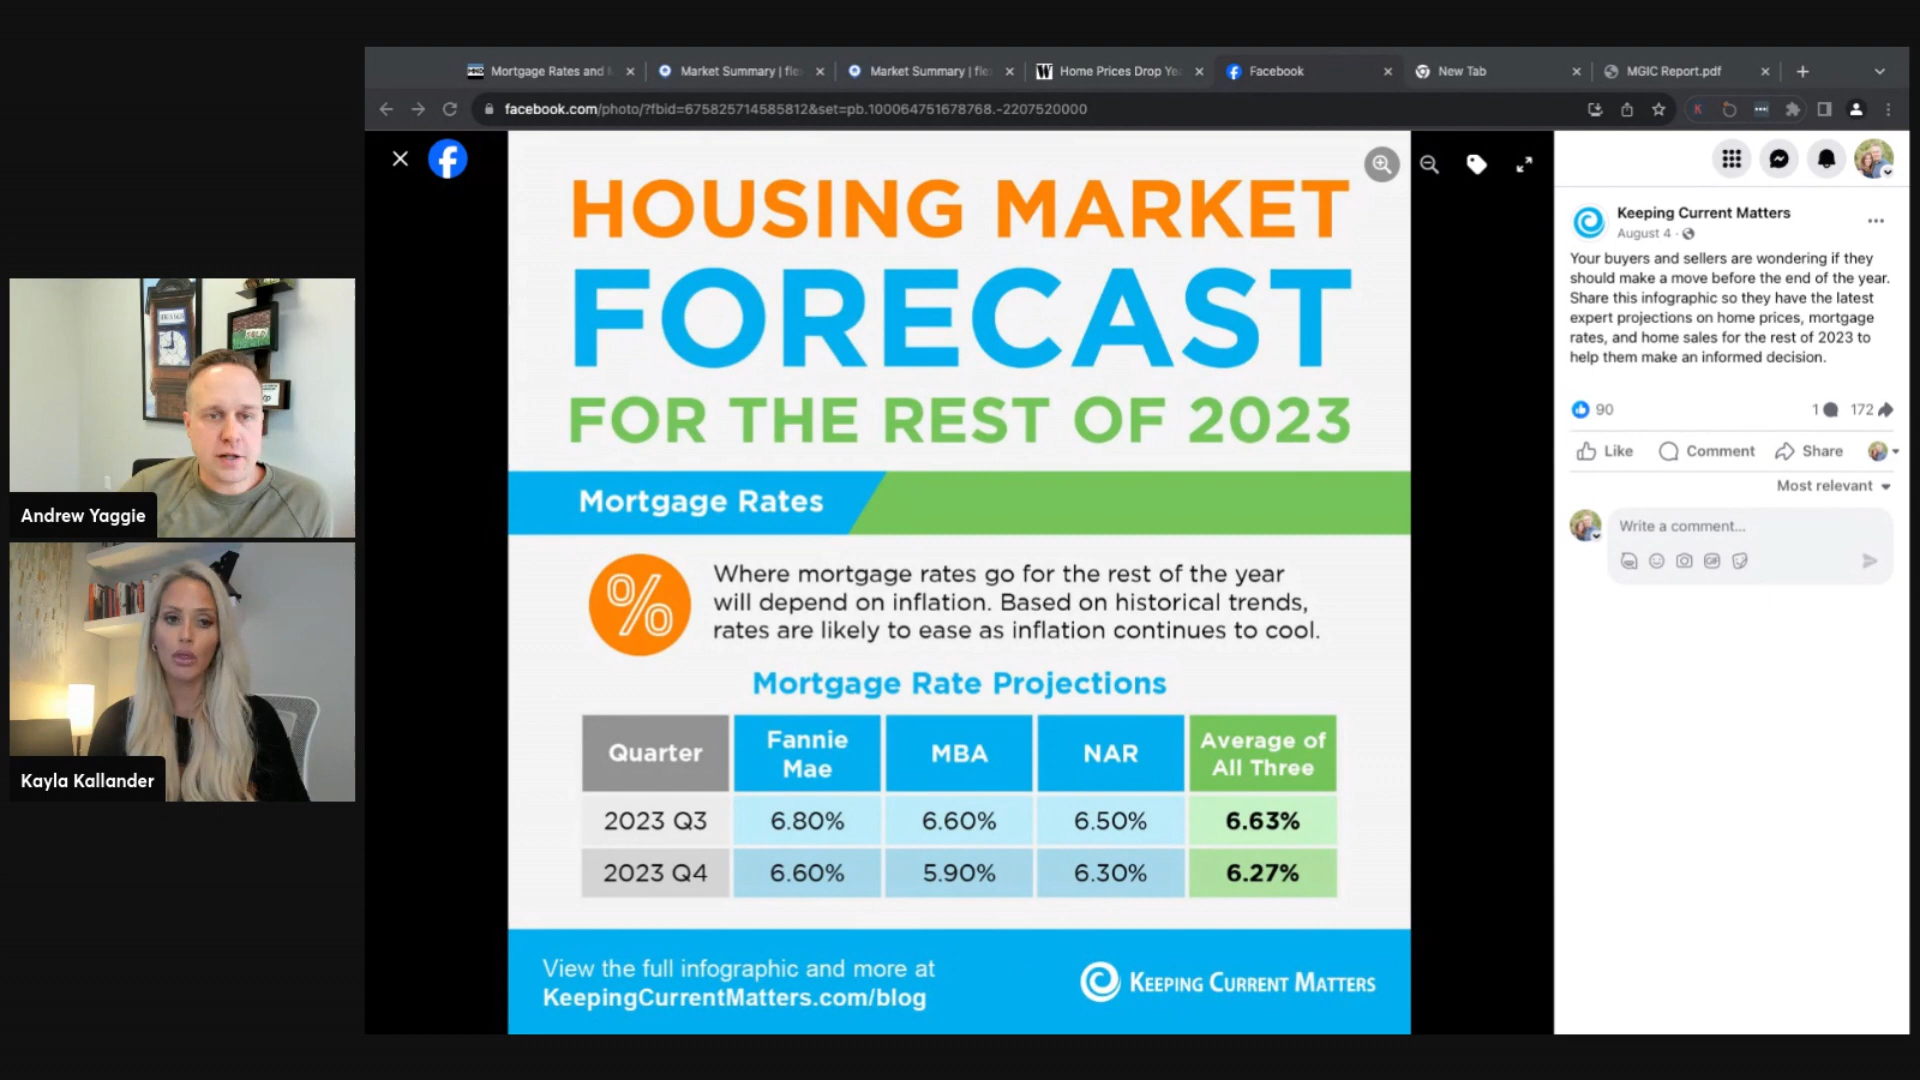 Mortgage Rates and
Market Summary | fle
Market Summary | fle
Home Prices Drop Ye
Facebook
New Tab
MGIC Report.pdf
facebook.com/photo/?fbid=675825714585812&set=pb.100064751678768.-2207520000
HOUSING MARKET
FORECAST
FOR THE REST OF 2023
Mortgage Rates
%
Where mortgage rates go for the rest of the year
will depend on inflation. Based on historical trends,
rates are likely to ease as inflation continues to cool.
Mortgage Rate Projections
Quarter Fannie Mae MBA NAR Average of All Three
2023 Q3 6.80% 6.60% 6.50% 6.63%
2023 Q4 6.60% 5.90% 6.30% 6.27%
View the full infographic and more at
KeepingCurrentMatters.com/blog
KEEPING CURRENT MATTERS
Keeping Current Matters
August 4 ·
Your buyers and sellers are wondering if they
should make a move before the end of the year.
Share this infographic so they have the latest
expert projections on home prices, mortgage
rates, and home sales for the rest of 2023 to
help them make an informed decision.
90
1 172
Like Comment Share
Most relevant
Write a comment...
GIF
Andrew Yaggie
Kayla Kallander